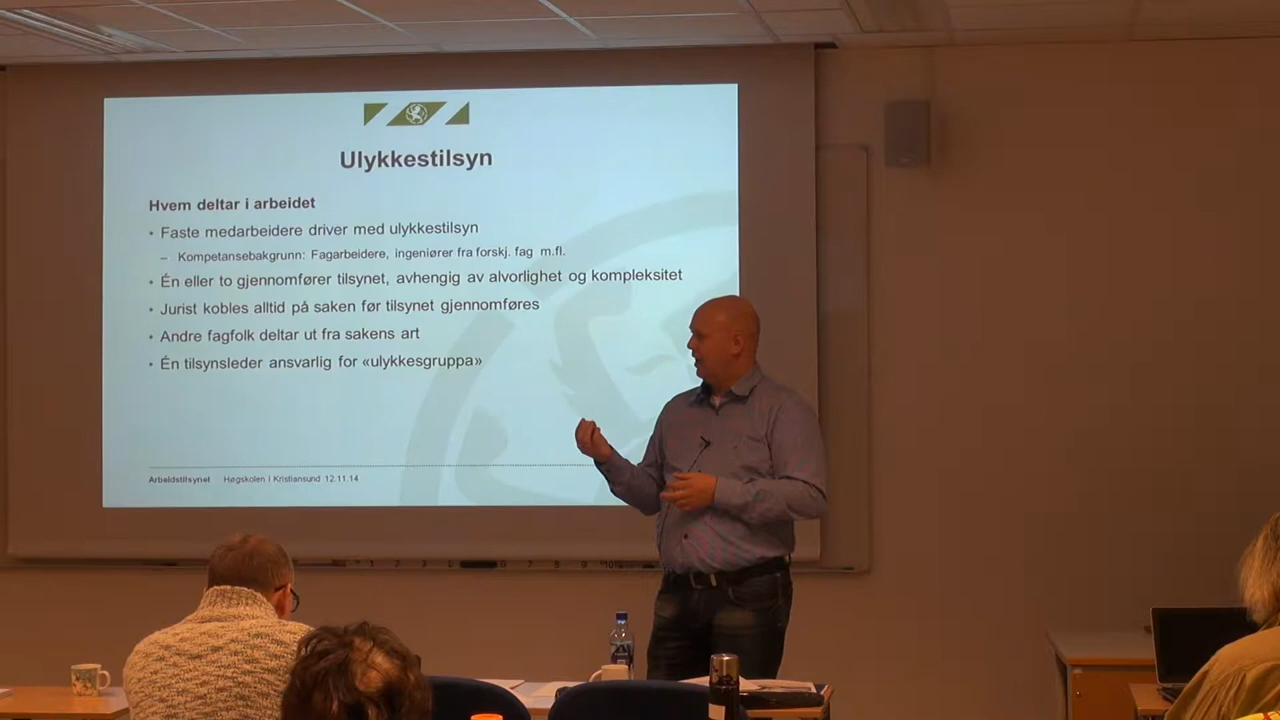 Ulykkestilsyn
Hvem deltar i arbeidet
• Faste medarbeidere driver med ulykkestilsyn
– Kompetansebakgrunn: Fagarbeidere, ingeniører fra forskj. fag m.fl.
• Én eller to gjennomfører tilsynet, avhengig av alvorlighet og kompleksitet
• Jurist kobles alltid på saken før tilsynet gjennomføres
• Andre fagfolk deltar ut fra sakens art
• Én tilsynsleder ansvarlig for «ulykkesgruppa»
Arbeidstilsynet Høgskolen i Kristiansund 12.11.14